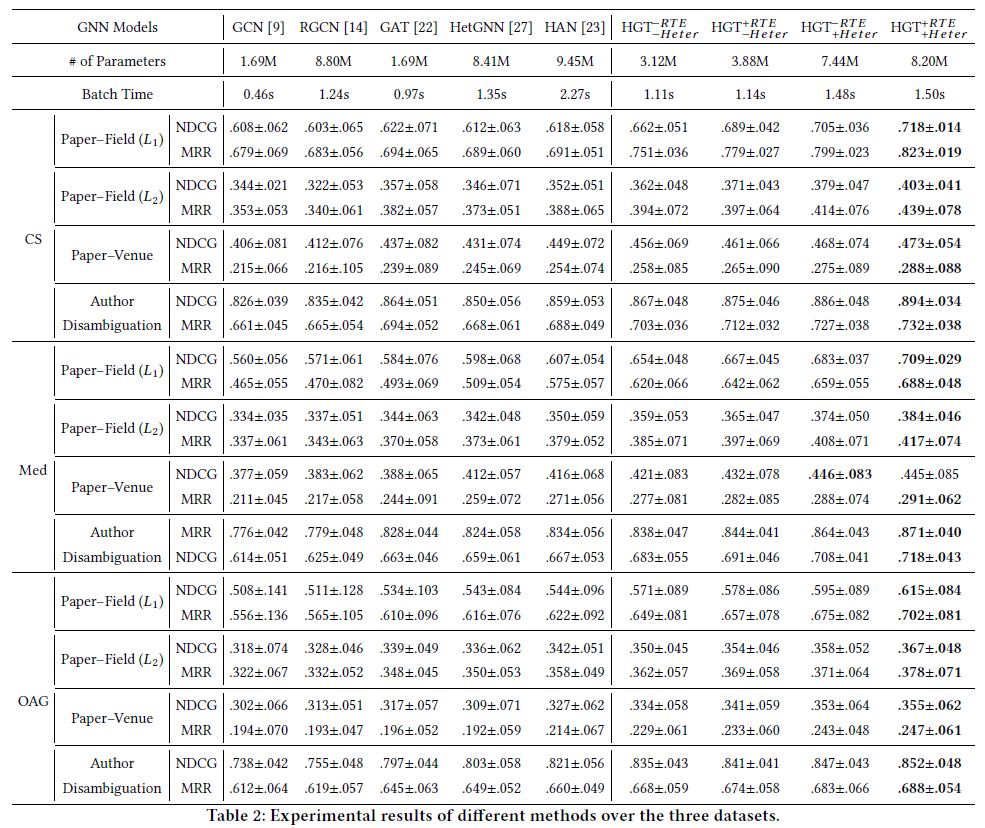 GNN Models GCN [9] RGCN [14] GAT [22] HetGNN [27] HAN [23] HGT−RTE−Heter HGT+RTE−Heter HGT−RTE+Heter HGT+RTE+Heter
# of Parameters 1.69M 8.80M 1.69M 8.41M 9.45M 3.12M 3.88M 7.44M 8.20M
Batch Time 0.46s 1.24s 0.97s 1.35s 2.27s 1.11s 1.14s 1.48s 1.50s
CS
Paper–Field (L1) NDCG .608±.062 .603±.065 .622±.071 .612±.063 .618±.058 .662±.051 .689±.042 .705±.036 .718±.014
MRR .679±.069 .683±.056 .694±.065 .689±.060 .691±.051 .751±.036 .779±.027 .799±.023 .823±.019
Paper–Field (L2) NDCG .344±.021 .322±.053 .357±.058 .346±.071 .352±.051 .362±.048 .371±.043 .379±.047 .403±.041
MRR .353±.053 .340±.061 .382±.057 .373±.051 .388±.065 .394±.072 .397±.064 .414±.076 .439±.078
Paper–Venue NDCG .406±.081 .412±.076 .437±.082 .431±.074 .449±.072 .456±.069 .461±.066 .468±.074 .473±.054
MRR .215±.066 .216±.105 .239±.089 .245±.069 .254±.074 .258±.085 .265±.090 .275±.089 .288±.088
Author NDCG .826±.039 .835±.042 .864±.051 .850±.056 .859±.053 .867±.048 .875±.046 .886±.048 .894±.034
Disambiguation MRR .661±.045 .665±.054 .694±.052 .668±.061 .688±.049 .703±.036 .712±.032 .727±.038 .732±.038
Med
Paper–Field (L1) NDCG .560±.056 .571±.061 .584±.076 .598±.068 .607±.054 .654±.048 .667±.045 .683±.037 .709±.029
MRR .465±.055 .470±.082 .493±.069 .509±.054 .575±.057 .620±.066 .642±.062 .659±.055 .688±.048
Paper–Field (L2) NDCG .334±.035 .337±.051 .344±.063 .342±.048 .350±.059 .359±.053 .365±.047 .374±.050 .384±.046
MRR .337±.061 .343±.063 .370±.058 .373±.061 .379±.052 .385±.071 .397±.069 .408±.071 .417±.074
Paper–Venue NDCG .377±.059 .383±.062 .388±.065 .412±.057 .416±.068 .421±.083 .432±.078 .446±.083 .445±.085
MRR .211±.045 .217±.058 .244±.091 .259±.072 .271±.056 .277±.081 .282±.085 .288±.074 .291±.062
Author MRR .776±.042 .779±.048 .828±.044 .824±.058 .834±.056 .838±.047 .844±.041 .864±.043 .871±.040
Disambiguation NDCG .614±.051 .625±.049 .663±.046 .659±.061 .667±.053 .683±.055 .691±.046 .708±.041 .718±.043
OAG
Paper–Field (L1) NDCG .508±.141 .511±.128 .534±.103 .543±.084 .544±.096 .571±.089 .578±.086 .595±.089 .615±.084
MRR .556±.136 .565±.105 .610±.096 .616±.076 .622±.092 .649±.081 .657±.078 .675±.082 .702±.081
Paper–Field (L2) NDCG .318±.074 .328±.046 .339±.049 .336±.062 .342±.051 .350±.045 .354±.046 .358±.052 .367±.048
MRR .322±.067 .332±.052 .348±.045 .350±.053 .358±.049 .362±.057 .369±.058 .371±.064 .378±.071
Paper–Venue NDCG .302±.066 .313±.051 .317±.057 .309±.071 .327±.062 .334±.058 .341±.059 .353±.064 .355±.062
MRR .194±.070 .193±.047 .196±.052 .192±.059 .214±.067 .229±.061 .233±.060 .243±.048 .247±.061
Author NDCG .738±.042 .755±.048 .797±.044 .803±.058 .821±.056 .835±.043 .841±.041 .847±.043 .852±.048
Disambiguation MRR .612±.064 .619±.057 .645±.063 .649±.052 .660±.049 .668±.059 .674±.058 .683±.066 .688±.054
Table 2: Experimental results of different methods over the three datasets.